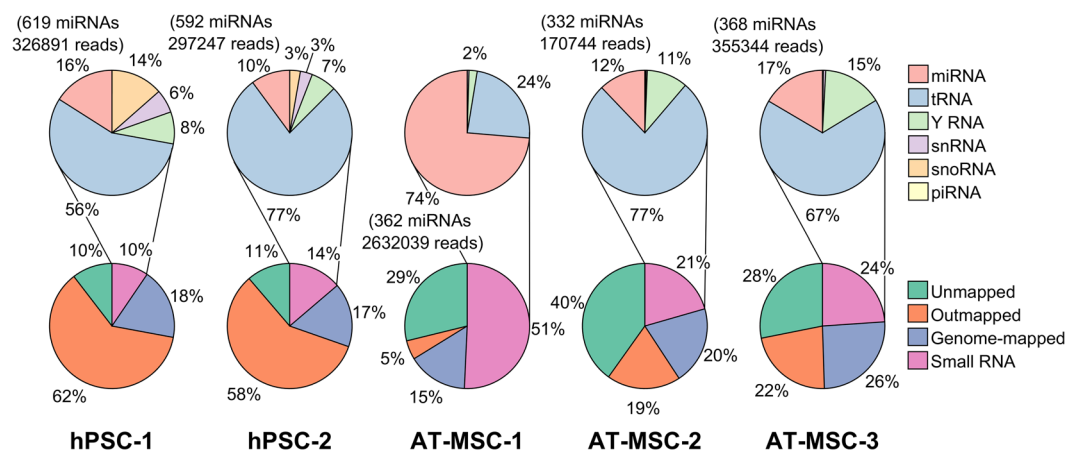 (619 miRNAs
326891 reads)
16%
14%
6%
8%
56%
(592 miRNAs
297247 reads)
10%
3%
3%
7%
77%
2%
24%
74%
(362 miRNAs
2632039 reads)
(332 miRNAs
170744 reads)
12%
11%
77%
(368 miRNAs
355344 reads)
17%
15%
67%
miRNA
tRNA
Y RNA
snRNA
snoRNA
piRNA
10%
10%
18%
62%
11%
14%
17%
58%
29%
51%
5%
15%
40%
21%
20%
19%
28%
24%
26%
22%
Unmapped
Outmapped
Genome-mapped
Small RNA
hPSC-1
hPSC-2
AT-MSC-1
AT-MSC-2
AT-MSC-3